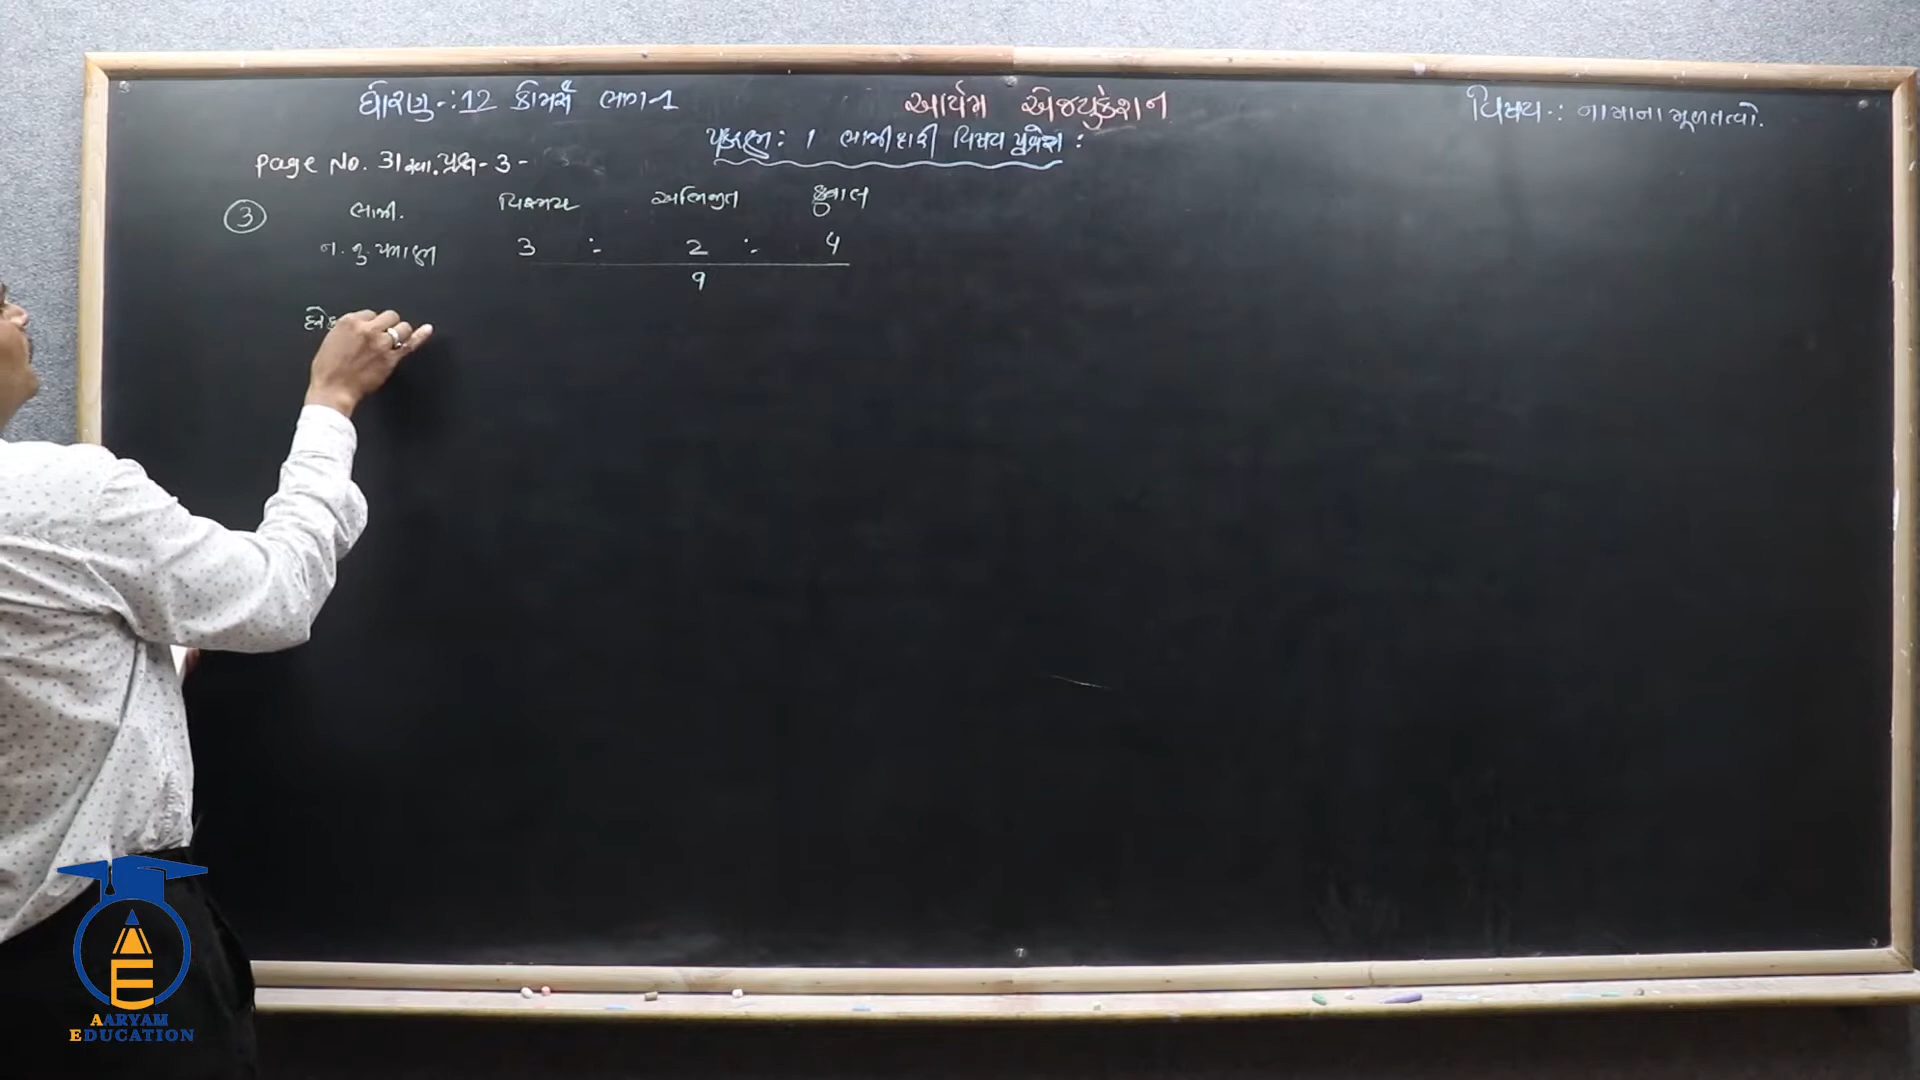 ધોરણ-:12 કોમર્સ ભાગ-1
આર્યમ એજ્યુકેશન
વિષય-: નામાના મૂળતત્વો.
પ્રકરણ: 1 ભાગીદારી વિષય પ્રવેશ:
Page No. 31 પ્રશ્ન-3-
③ ભાગી. વિસ્મય અભિજીત કુનાલ
ન.નુ.પ્રમાણ 3 :- 2 :- 4
9
AARYAM
EDUCATION